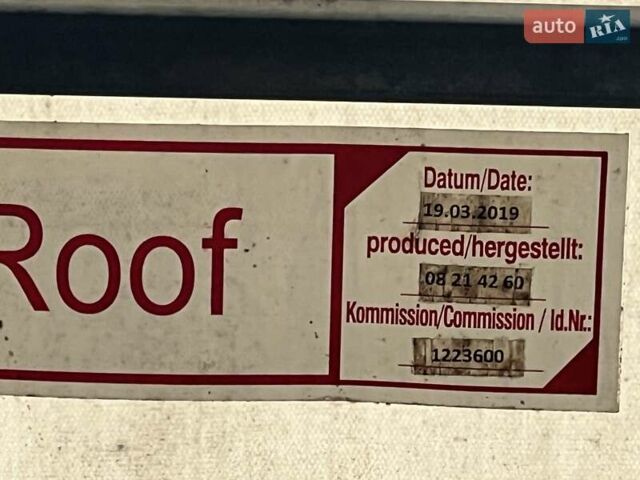 auto RIA .com
Roof
Datum/Date:
19.03.2019
produced/hergestellt:
08 21 42 60
Kommission/Commission / Id.Nr.:
1223600